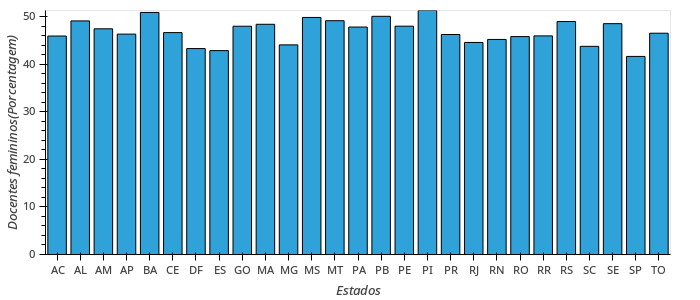 Docentes femininos(Porcentagem)
50
40
30
20
10
0
AC AL AM AP BA CE DF ES GO MA MG MS MT PA PB PE PI PR RJ RN RO RR RS SC SE SP TO
Estados